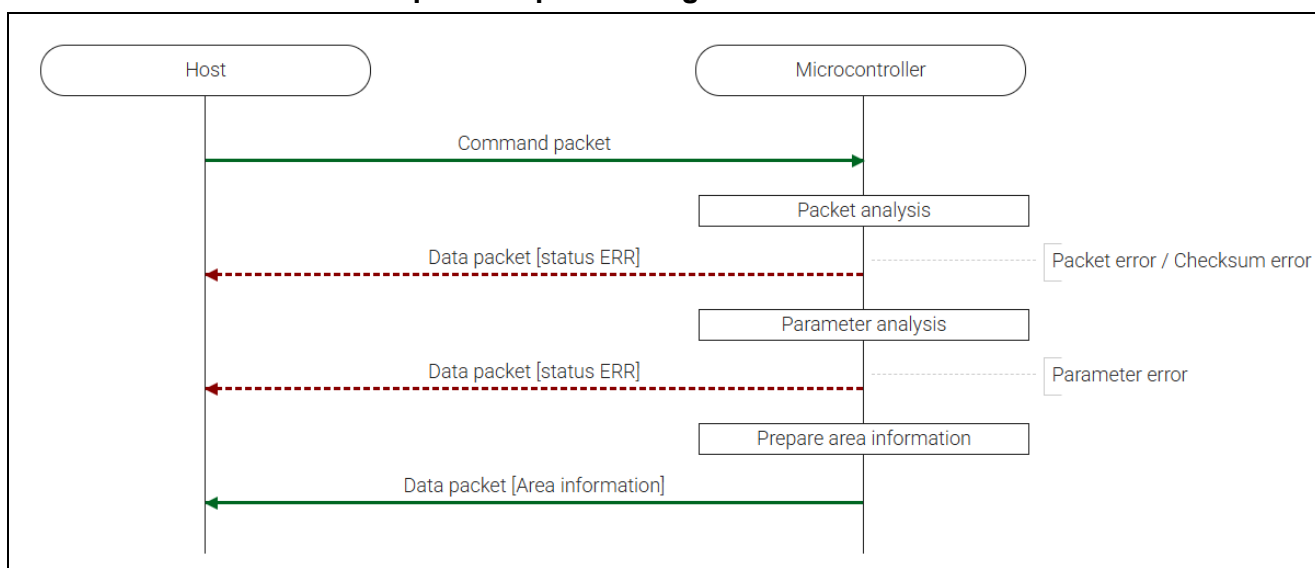 Host
Microcontroller
Command packet
Packet analysis
Data packet [status ERR]
Packet error / Checksum error
Parameter analysis
Data packet [status ERR]
Parameter error
Prepare area information
Data packet [Area information]